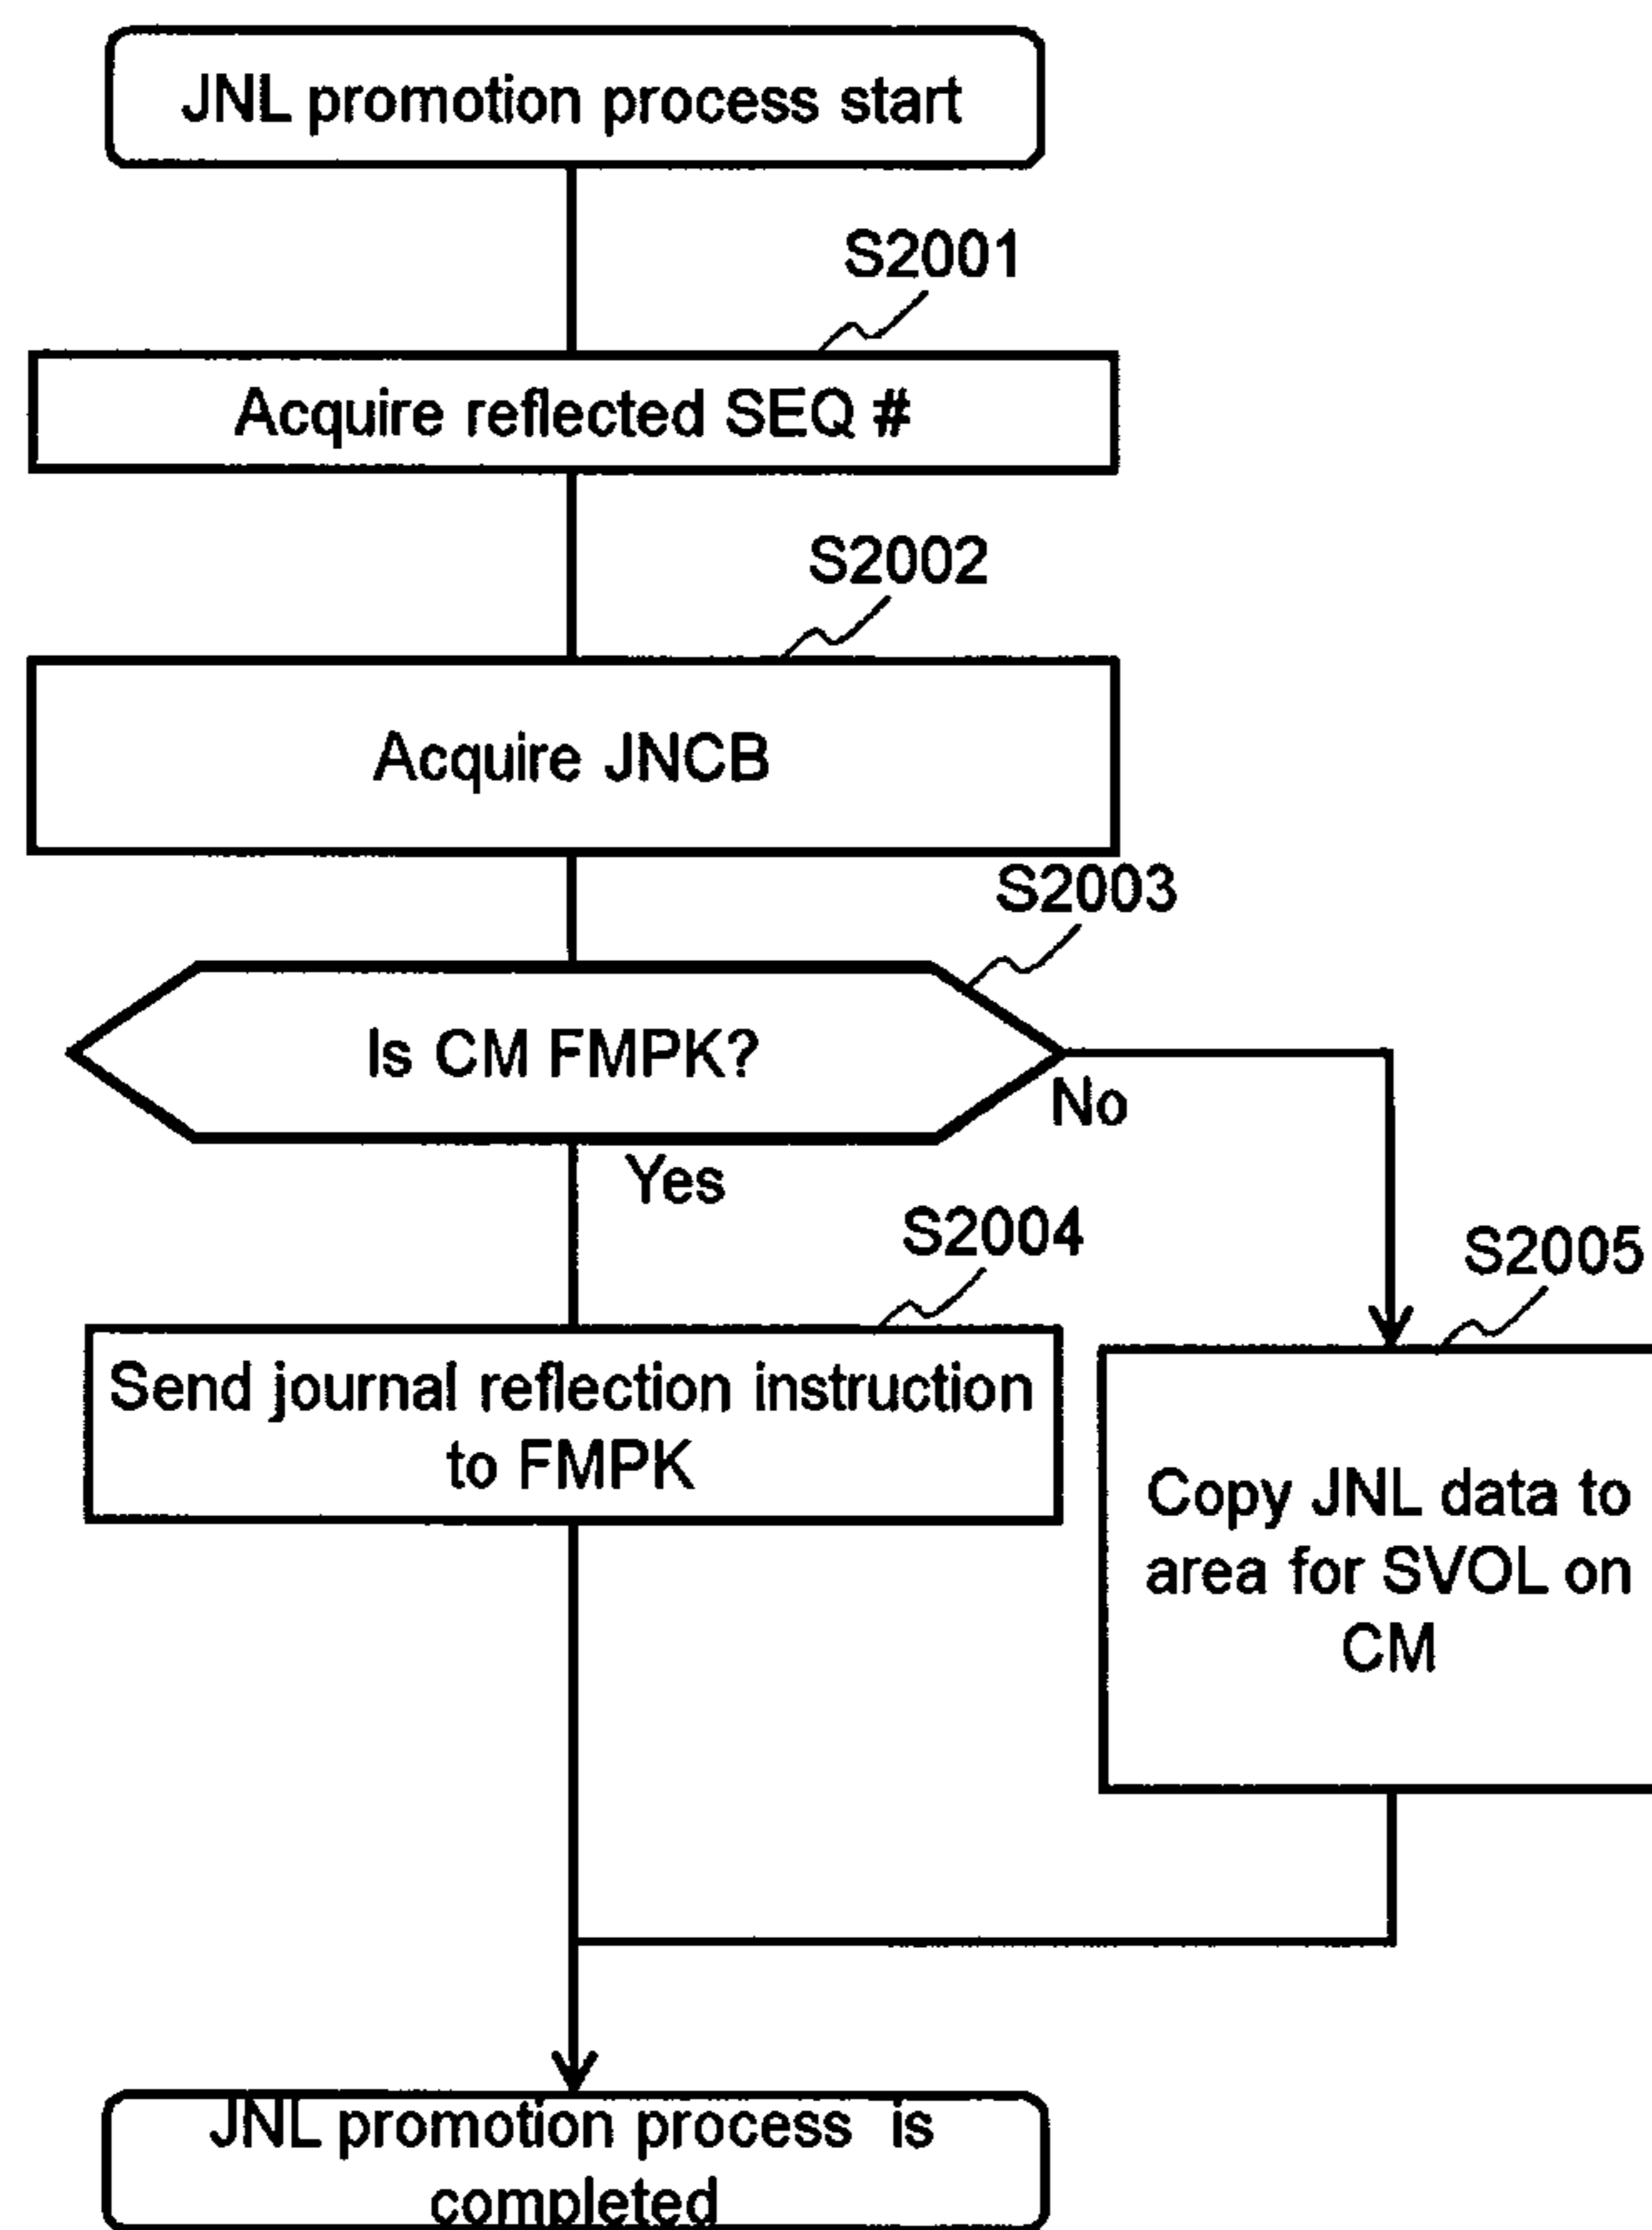 JNL promotion process start
S2001
Acquire reflected SEQ #
S2002
Acquire JNCB
S2003
Is CM FMPK?
No
Yes
S2004
S2005
Send journal reflection instruction
to FMPK
Copy JNL data to
area for SVOL on
CM
JNL promotion process is
completed